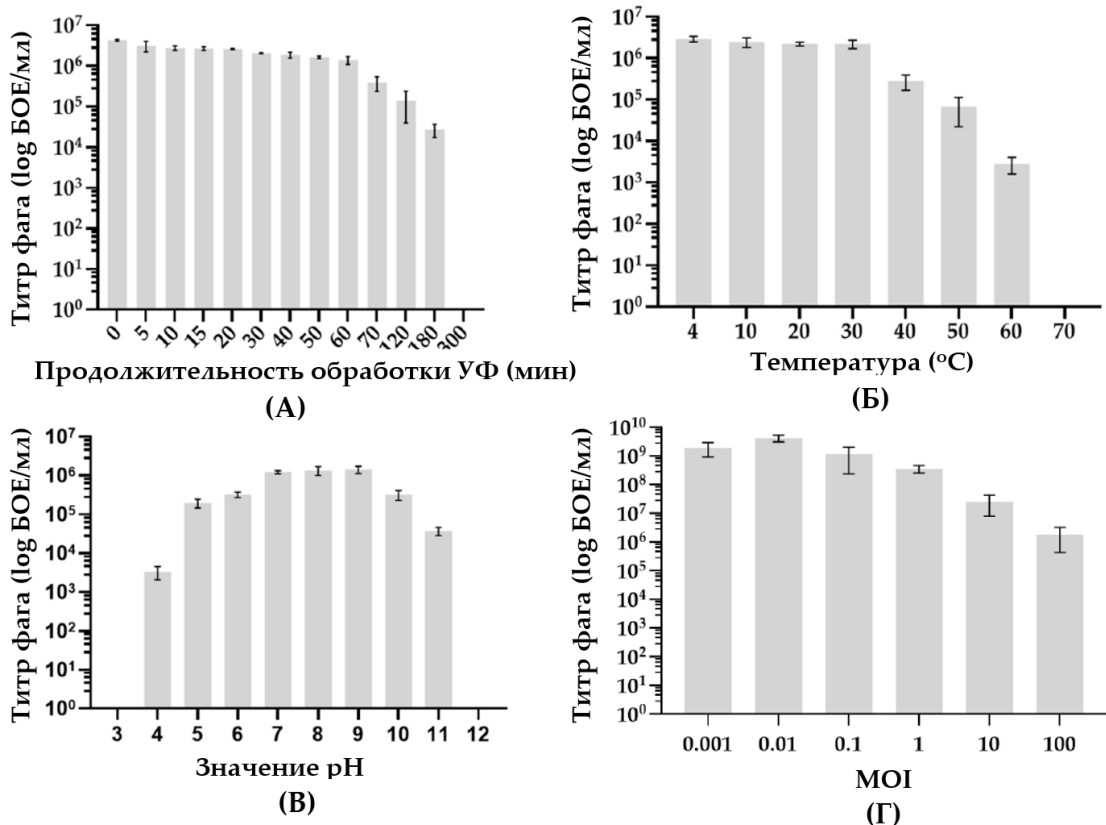 Титр фага (log БОЕ/мл)
10⁷
10⁶
10⁵
10⁴
10³
10²
10¹
10⁰
0 5 10 15 20 30 40 50 60 70 120 180 300
Продолжительность обработки УФ (мин)
(А)
Титр фага (log БОЕ/мл)
10⁷
10⁶
10⁵
10⁴
10³
10²
10¹
10⁰
4 10 20 30 40 50 60 70
Температура (°C)
(Б)
Титр фага (log БОЕ/мл)
10⁷
10⁶
10⁵
10⁴
10³
10²
10¹
10⁰
3 4 5 6 7 8 9 10 11 12
Значение pH
(В)
Титр фага (log БОЕ/мл)
10¹⁰
10⁹
10⁸
10⁷
10⁶
10⁵
10⁴
10³
10²
10¹
10⁰
0.001 0.01 0.1 1 10 100
MOI
(Г)